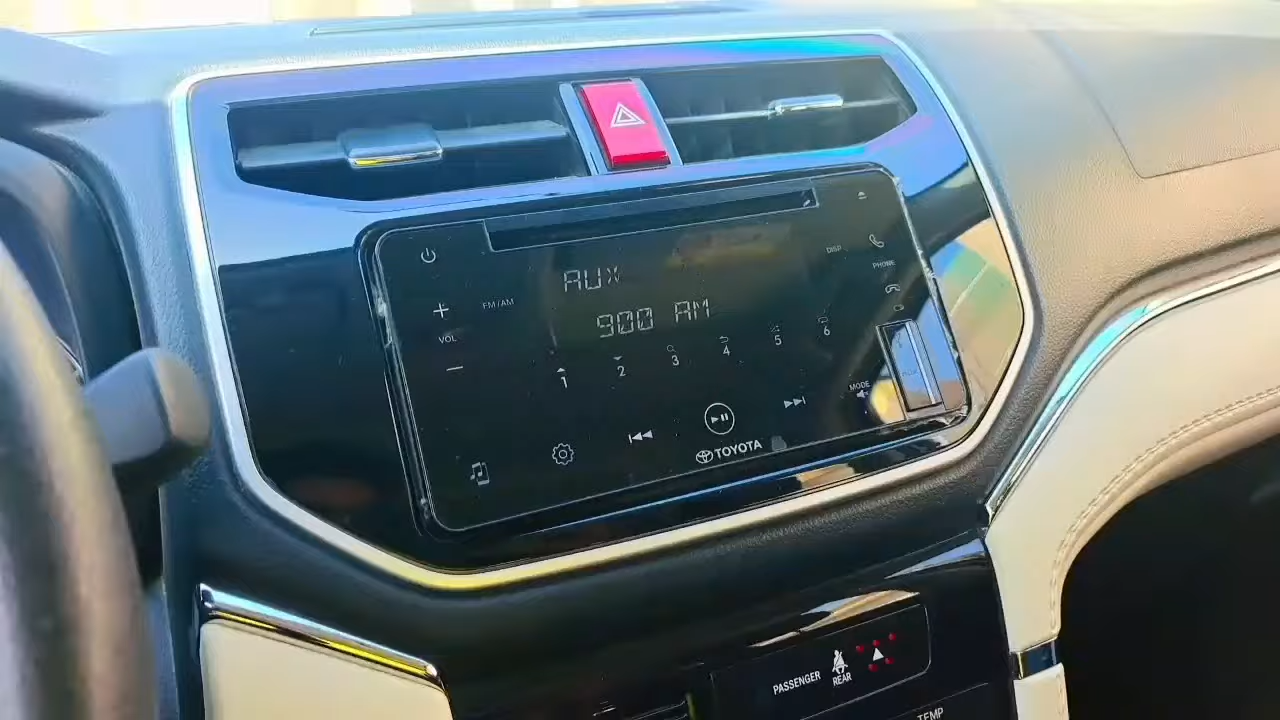 AUX
DISP
PHONE
FM/AM
900 AM
VOL
1 2 3 4 5 6
MODE
TOYOTA
PASSENGER
REAR
TEMP